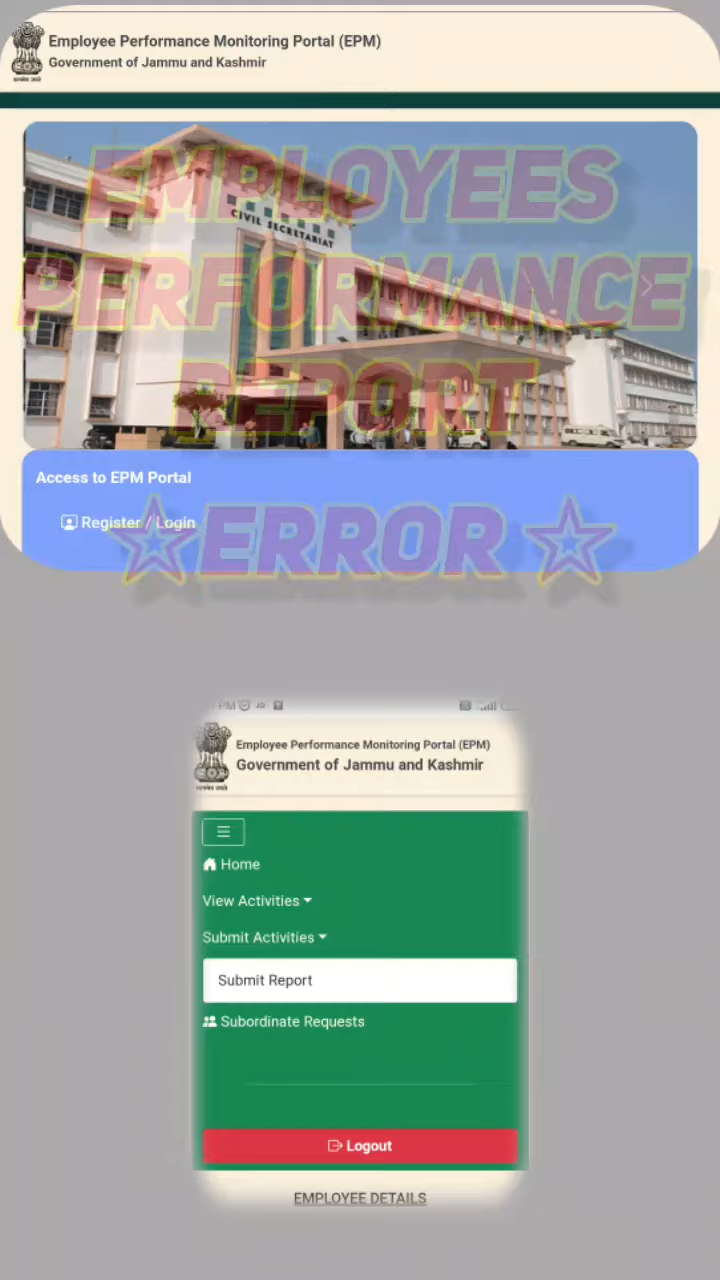 Employee Performance Monitoring Portal (EPM)
Government of Jammu and Kashmir
EMPLOYEES
PERFORMANCE
REPORT
CIVIL SECRETARIAT
Access to EPM Portal
Register / Login
☆ERROR☆
PM
Employee Performance Monitoring Portal (EPM)
Government of Jammu and Kashmir
Home
View Activities
Submit Activities
Submit Report
Subordinate Requests
Logout
EMPLOYEE DETAILS